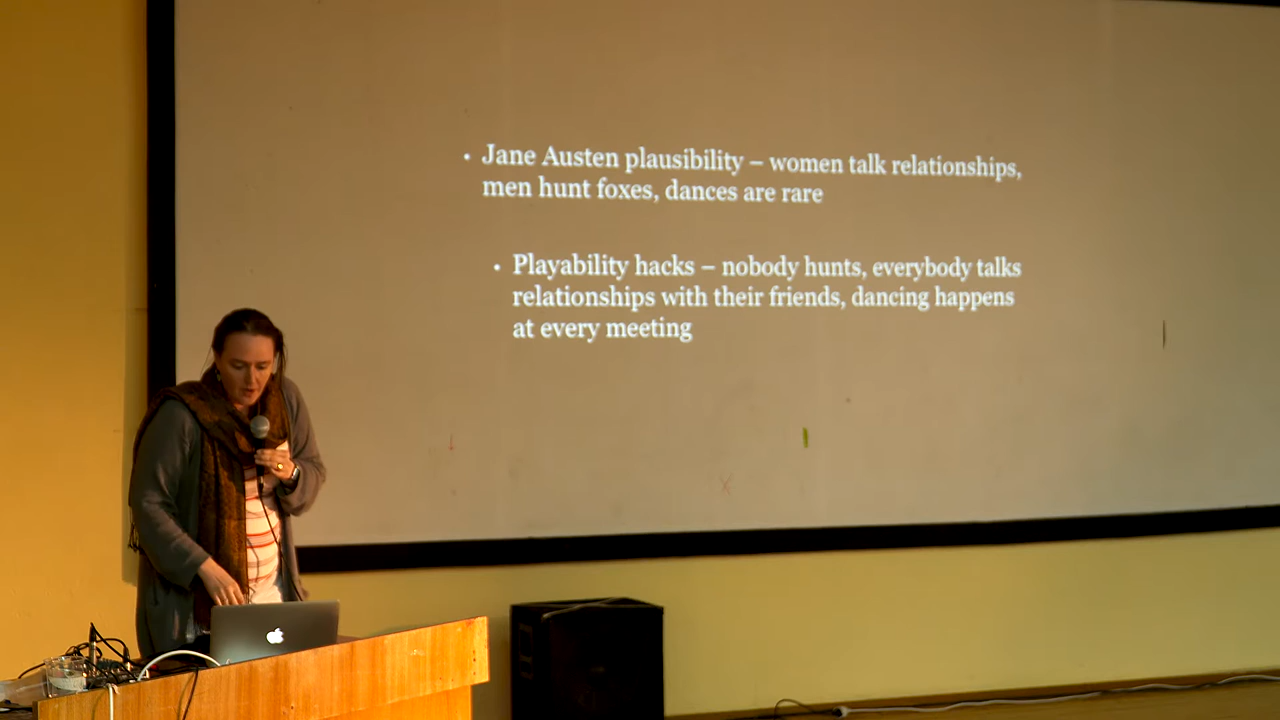 • Jane Austen plausibility – women talk relationships,
men hunt foxes, dances are rare
• Playability hacks – nobody hunts, everybody talks
relationships with their friends, dancing happens
at every meeting